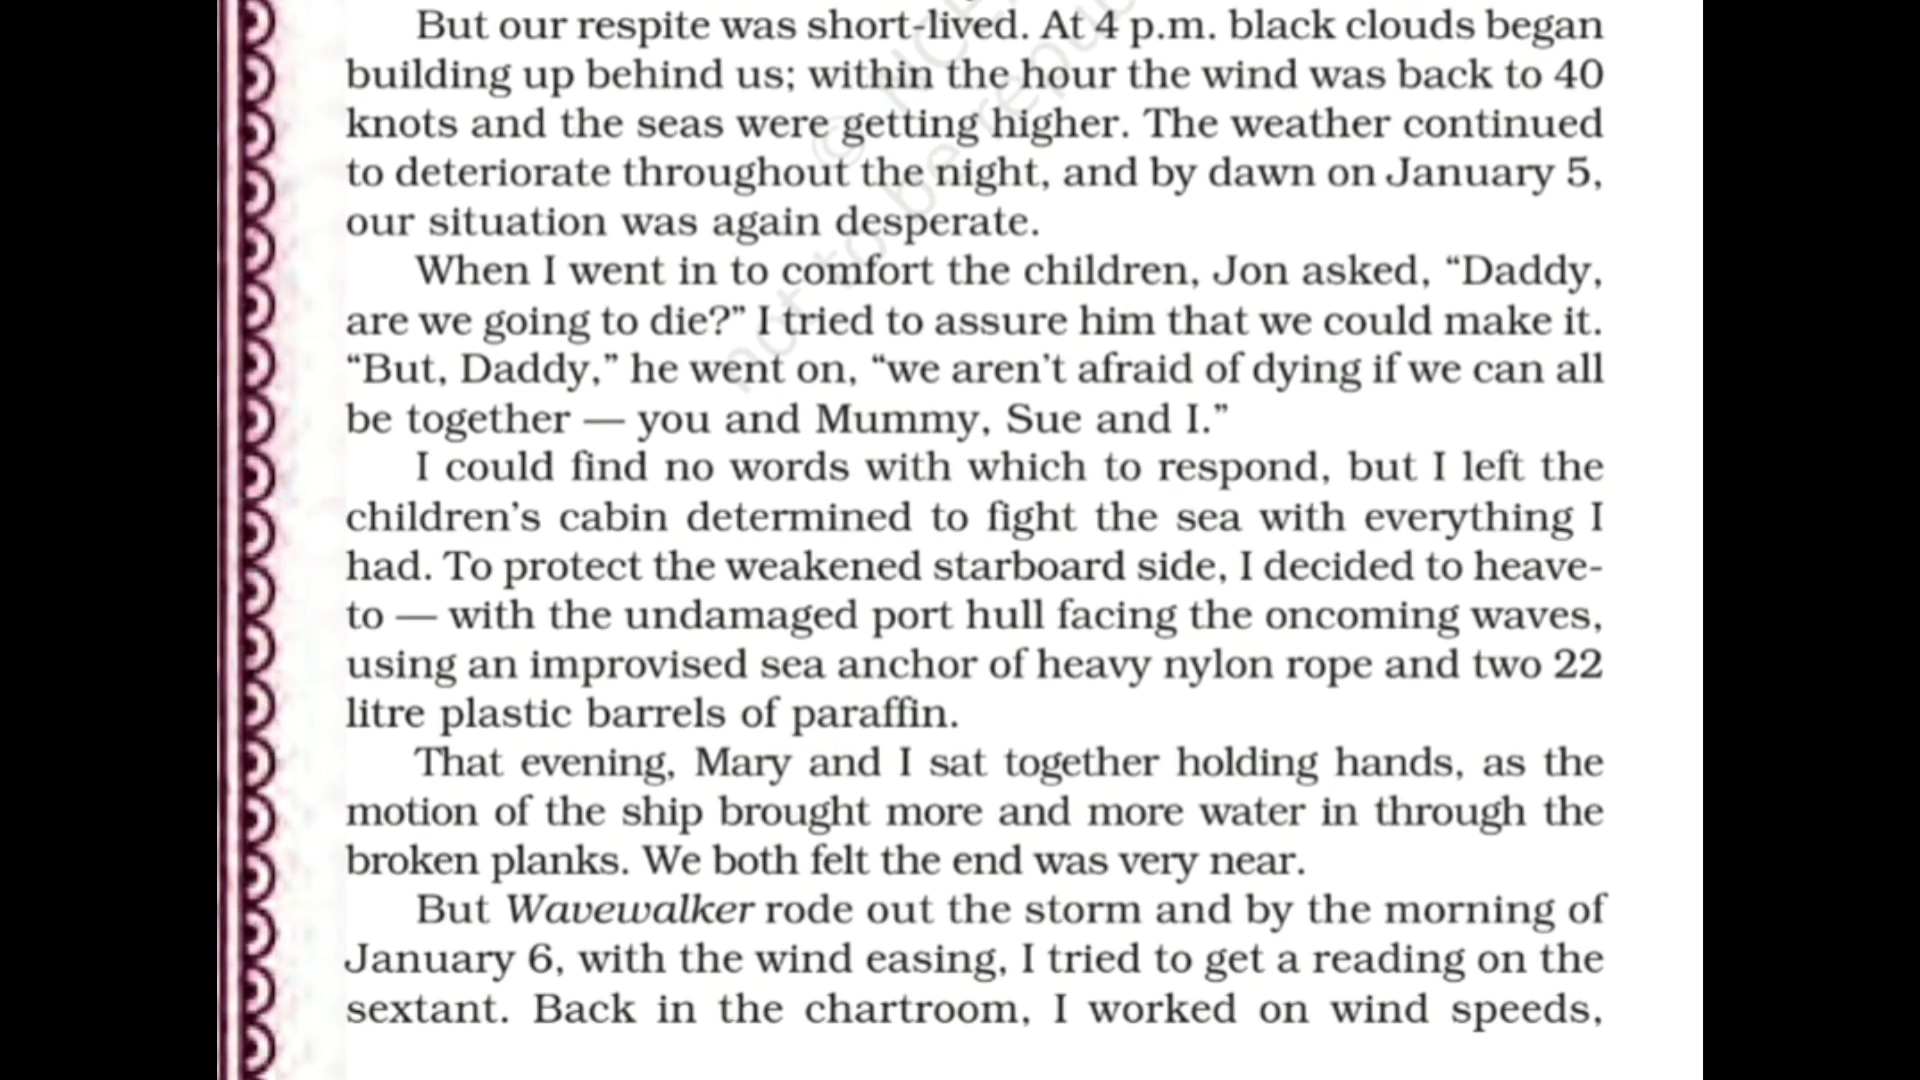 But our respite was short-lived. At 4 p.m. black clouds began
building up behind us; within the hour the wind was back to 40
knots and the seas were getting higher. The weather continued
to deteriorate throughout the night, and by dawn on January 5,
our situation was again desperate.
When I went in to comfort the children, Jon asked, “Daddy,
are we going to die?” I tried to assure him that we could make it.
“But, Daddy,” he went on, “we aren’t afraid of dying if we can all
be together — you and Mummy, Sue and I.”
I could find no words with which to respond, but I left the
children’s cabin determined to fight the sea with everything I
had. To protect the weakened starboard side, I decided to heave-
to — with the undamaged port hull facing the oncoming waves,
using an improvised sea anchor of heavy nylon rope and two 22
litre plastic barrels of paraffin.
That evening, Mary and I sat together holding hands, as the
motion of the ship brought more and more water in through the
broken planks. We both felt the end was very near.
But Wavewalker rode out the storm and by the morning of
January 6, with the wind easing, I tried to get a reading on the
sextant. Back in the chartroom, I worked on wind speeds,
not to be